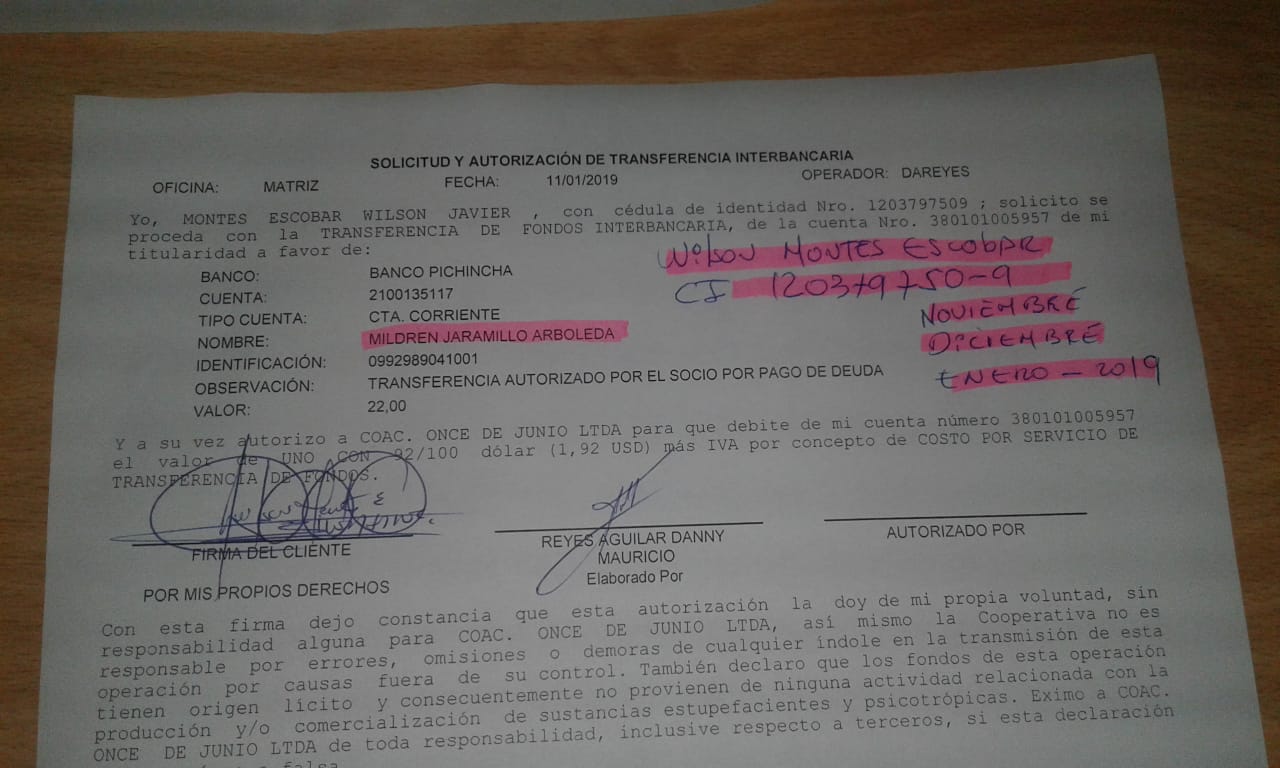 SOLICITUD Y AUTORIZACIÓN DE TRANSFERENCIA INTERBANCARIA
OFICINA: MATRIZ FECHA: 11/01/2019 OPERADOR: DAREYES
Yo, MONTES ESCOBAR WILSON JAVIER , con cédula de identidad Nro. 1203797509 ; solicito se
proceda con la TRANSFERENCIA DE FONDOS INTERBANCARIA, de la cuenta Nro. 380101005957 de mi
titularidad a favor de:
Wilson MONTES ESCOBAR
CI 120379750-9
NOVIEMBRE
DICIEMBRE
ENERO - 2019
BANCO: BANCO PICHINCHA
CUENTA: 2100135117
TIPO CUENTA: CTA. CORRIENTE
NOMBRE: MILDREN JARAMILLO ARBOLEDA
IDENTIFICACIÓN: 0992989041001
OBSERVACIÓN: TRANSFERENCIA AUTORIZADO POR EL SOCIO POR PAGO DE DEUDA
VALOR: 22,00
Y a su vez autorizo a COAC. ONCE DE JUNIO LTDA para que debite de mi cuenta número 380101005957
el valor de UNO CON 92/100 dólar (1,92 USD) más IVA por concepto de COSTO POR SERVICIO DE
TRANSFERENCIA DE FONDOS.
FIRMA DEL CLIENTE
POR MIS PROPIOS DERECHOS
REYES AGUILAR DANNY
MAURICIO
Elaborado Por
AUTORIZADO POR
Con esta firma dejo constancia que esta autorización la doy de mi propia voluntad, sin
responsabilidad alguna para COAC. ONCE DE JUNIO LTDA, así mismo la Cooperativa no es
responsable por errores, omisiones o demoras de cualquier índole en la transmisión de esta
operación por causas fuera de su control. También declaro que los fondos de esta operación
tienen origen lícito y consecuentemente no provienen de ninguna actividad relacionada con la
producción y/o comercialización de sustancias estupefacientes y psicotrópicas. Eximo a COAC.
ONCE DE JUNIO LTDA de toda responsabilidad, inclusive respecto a terceros, si esta declaración